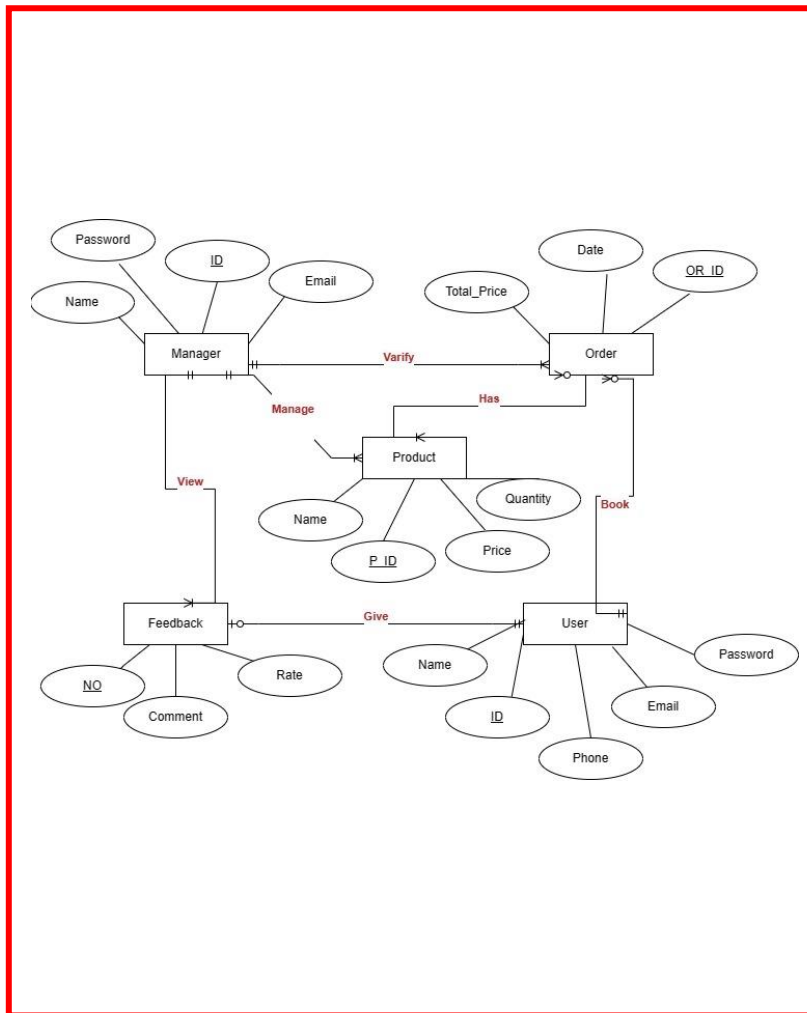 Password
ID
Email
Name
Date
OR_ID
Total_Price
Manager
Order
Varify
Has
Manage
Product
View
Quantity
Book
Name
Price
P_ID
Feedback
Give
User
Name
Password
NO
Rate
Comment
ID
Email
Phone